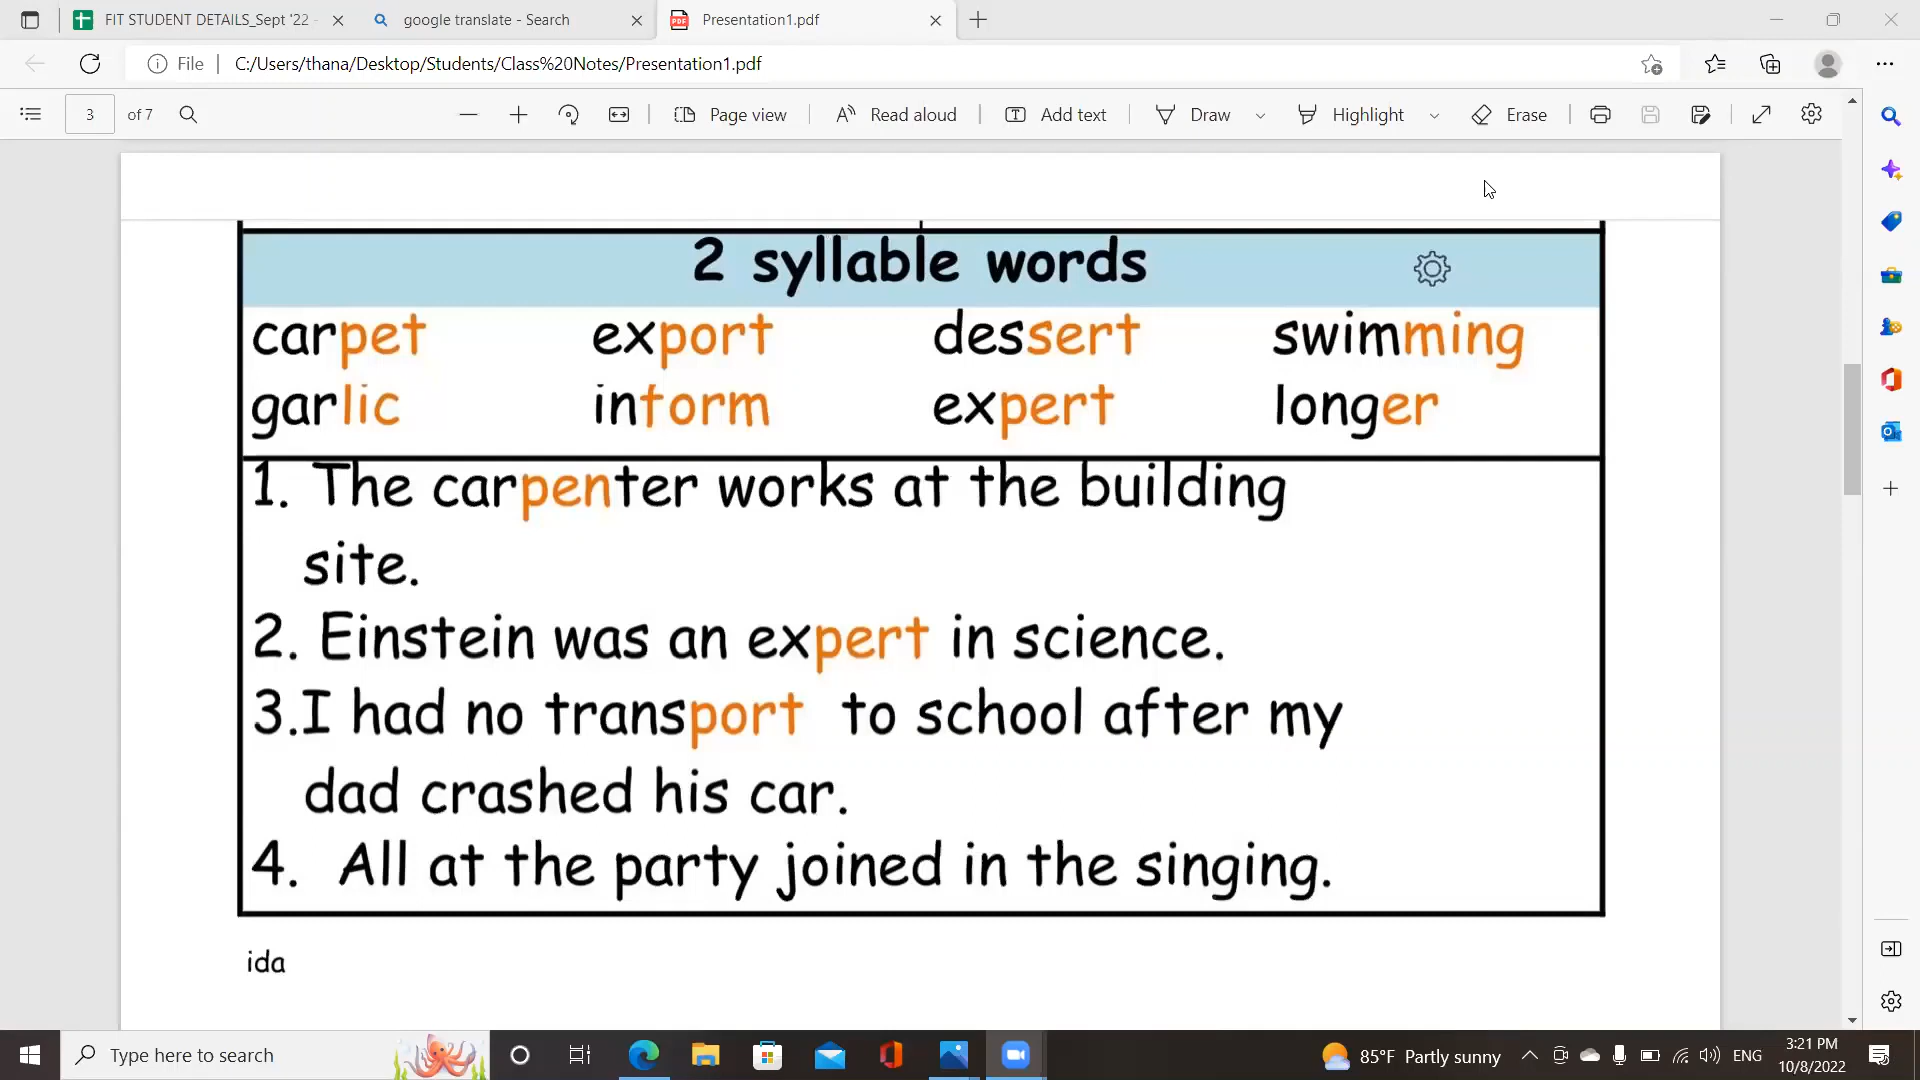 FIT STUDENT DETAILS_Sept '22 -
google translate - Search
Presentation1.pdf
File
C:/Users/thana/Desktop/Students/Class%20Notes/Presentation1.pdf
3 of 7
Page view
Read aloud
Add text
Draw
Highlight
Erase
2 syllable words
carpet export dessert swimming
garlic inform expert longer
1. The carpenter works at the building
site.
2. Einstein was an expert in science.
3.I had no transport to school after my
dad crashed his car.
4. All at the party joined in the singing.
ida
Type here to search
85°F Partly sunny
ENG
3:21 PM
10/8/2022